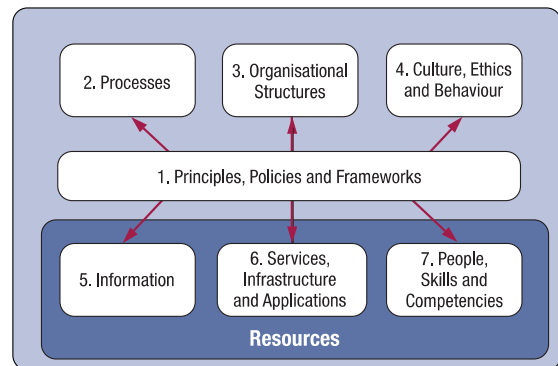 2. Processes
3. Organisational
Structures
4. Culture, Ethics
and Behaviour
1. Principles, Policies and Frameworks
5. Information
6. Services,
Infrastructure
and Applications
7. People,
Skills and
Competencies
Resources